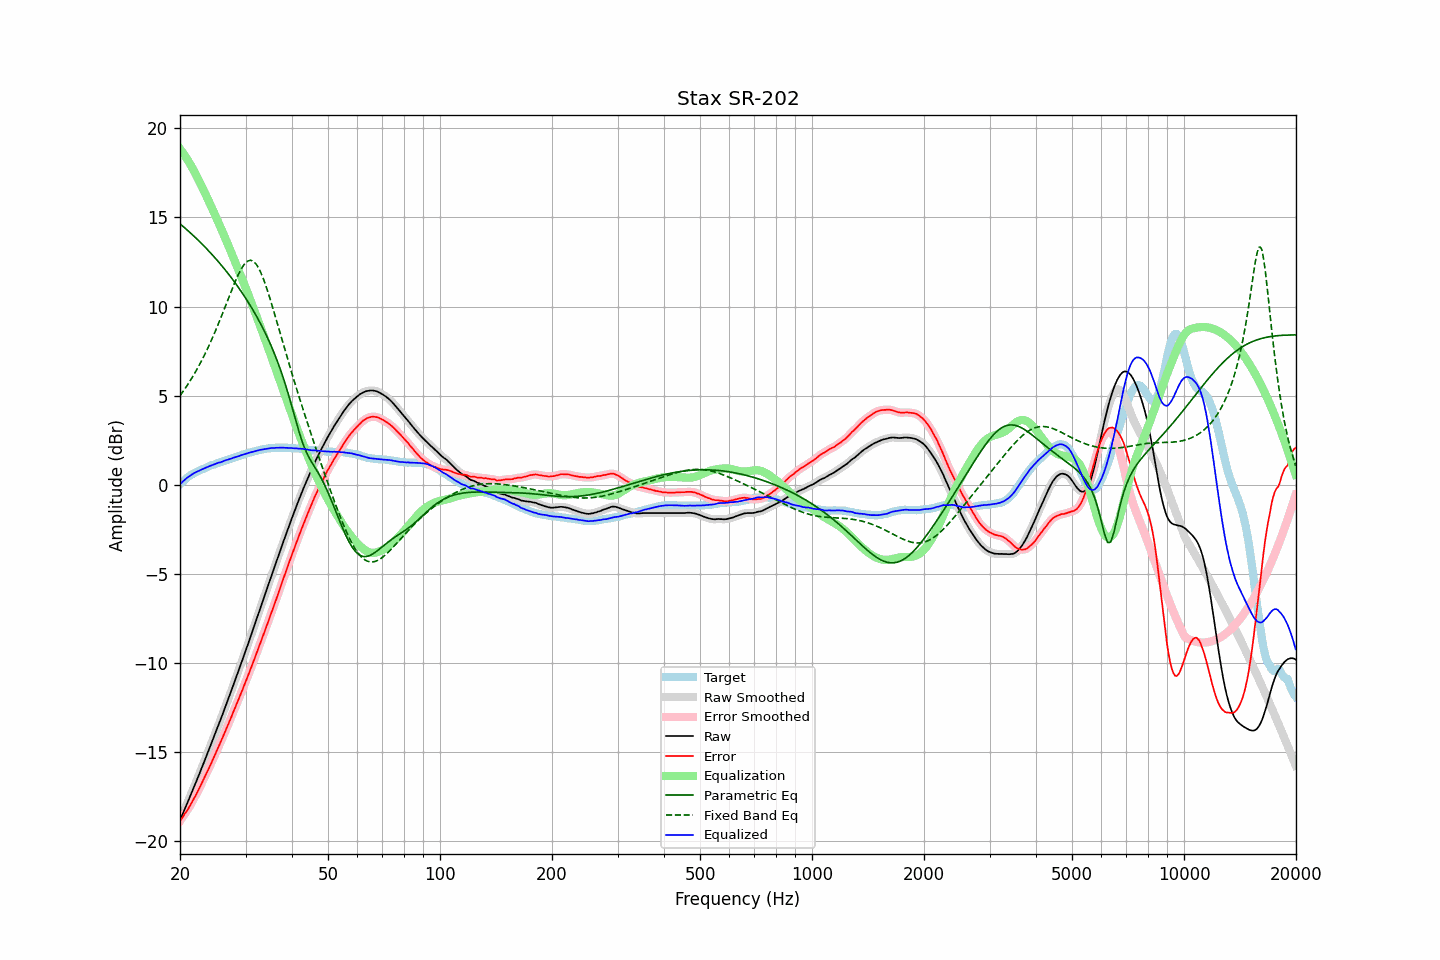 Stax SR-202
Amplitude (dBr)
20
15
10
5
0
−5
−10
−15
−20
Target
Raw Smoothed
Error Smoothed
Raw
Error
Equalization
Parametric Eq
Fixed Band Eq
Equalized
20 50 100 200 500 1000 2000 5000 10000 20000
Frequency (Hz)